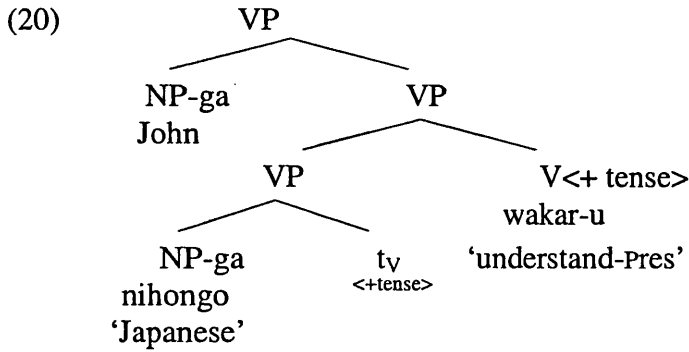 (20) VP
NP-ga VP
John
VP V<+ tense>
wakar-u
NP-ga tV 'understand-Pres'
<+tense>
nihongo
'Japanese'